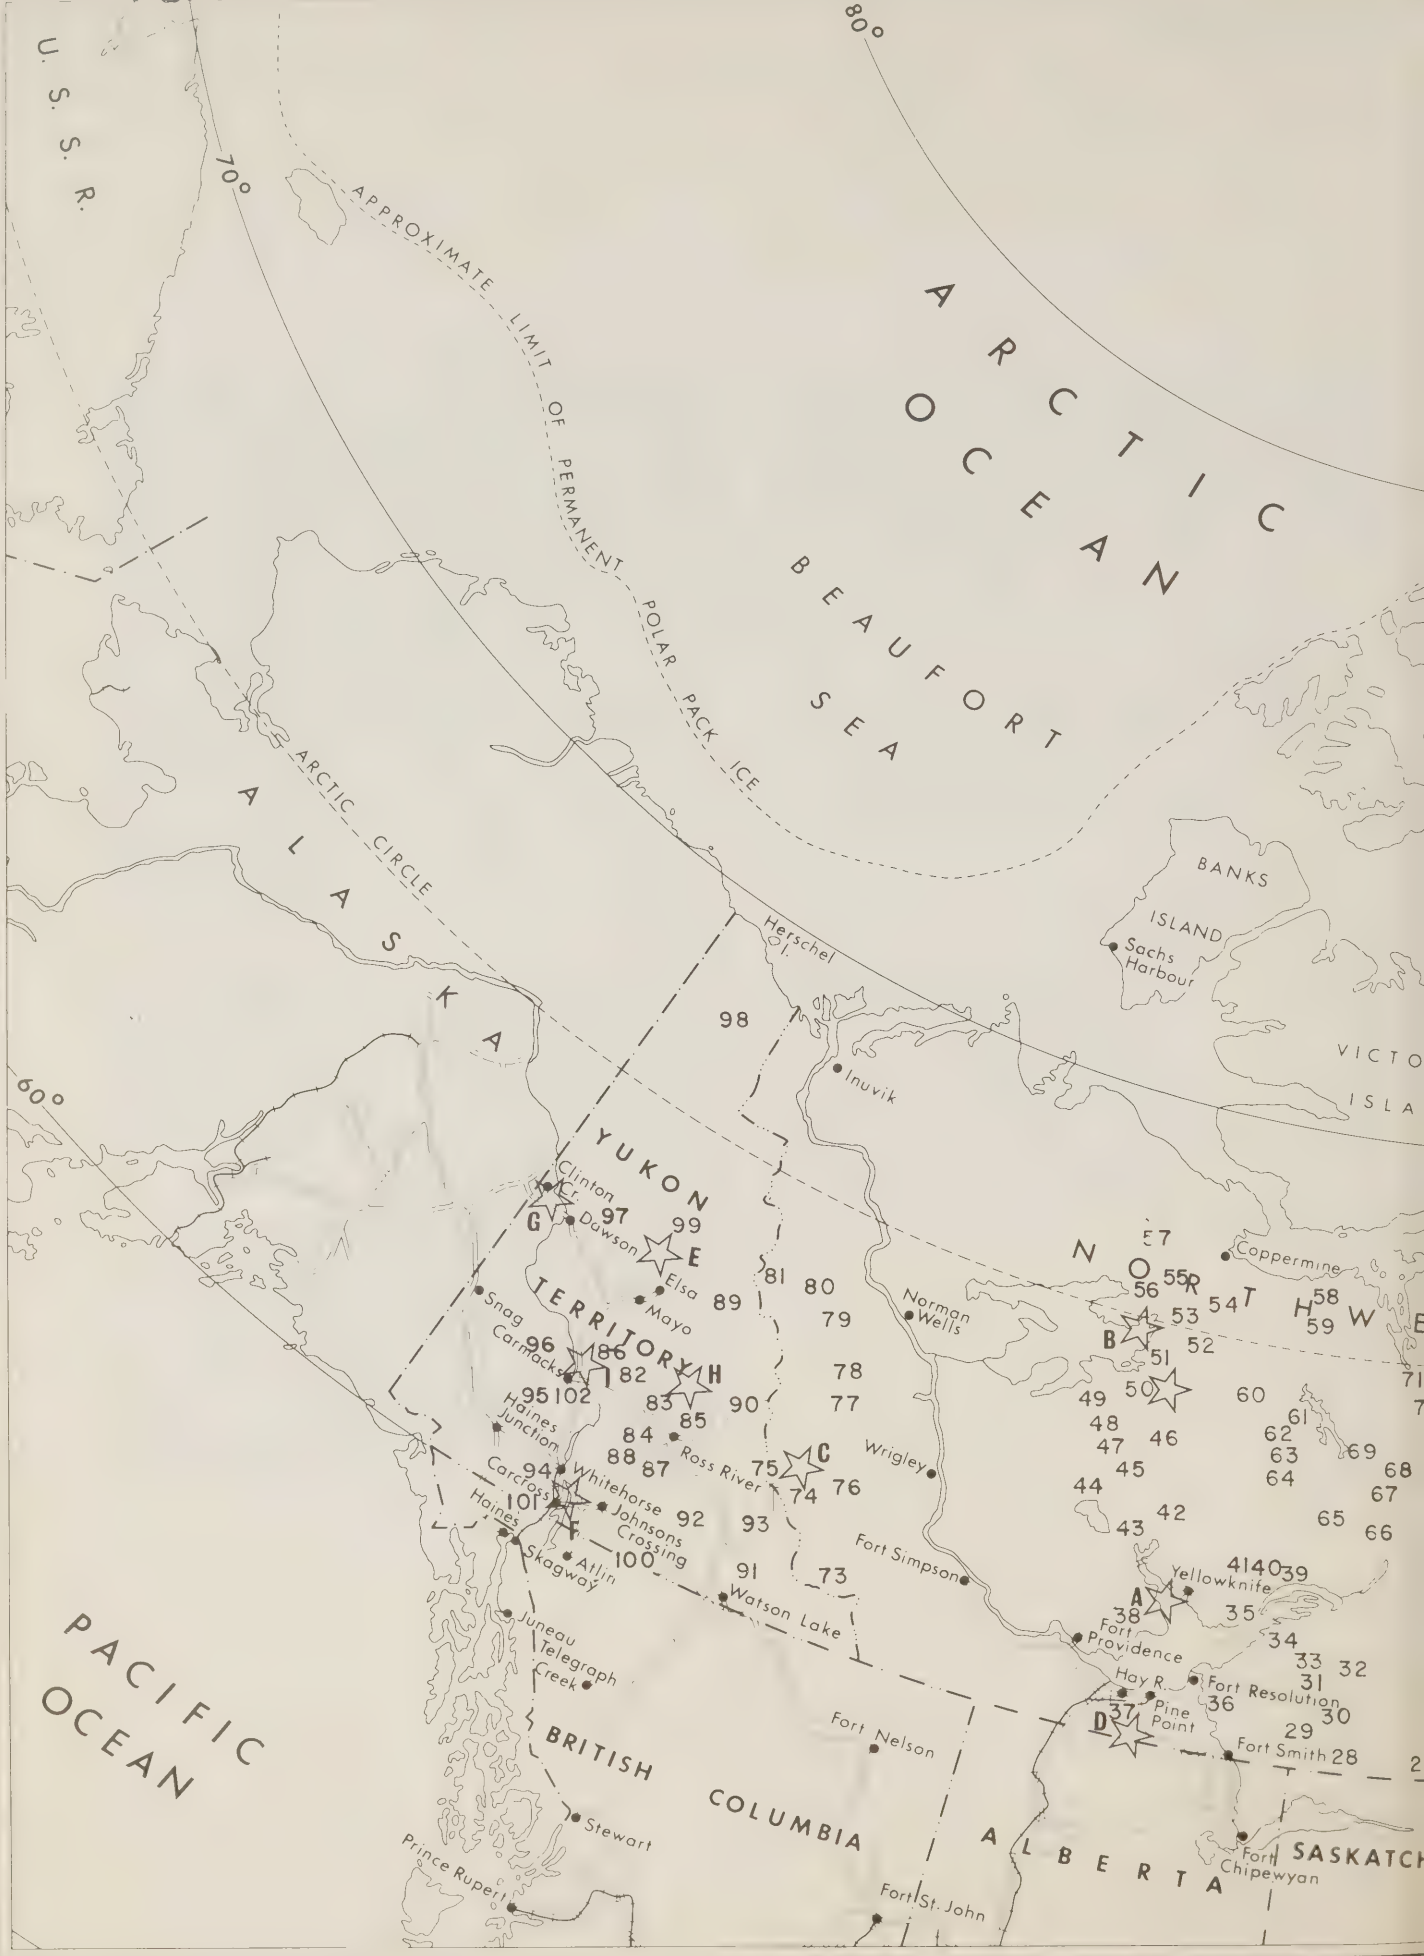 U. S. S. R.
80°
70°
APPROXIMATE LIMIT OF PERMANENT POLAR PACK ICE
ARCTIC
OCEAN
BEAUFORT
SEA
ARCTIC CIRCLE
ALASKA
BANKS
ISLAND
Sachs
Harbour
Herschel
I.
98
VICTO
ISLA
Inuvik
60°
YUKON
TERRITORY
Clinton
Cr.
G
Dawson
97
99
E
Elsa
Mayo
89
81
80
79
Norman
Wells
N O R T H W E
57
Coppermine
56
55
54
53
58
59
B
52
51
50
Snag
Carmacks
96
86
I
82
H
95
102
83
85
90
78
77
49
48
47
46
45
44
60
61
62
63
64
69
68
67
71
7
Haines
Junction
84
88
87
Ross River
75
C
74
76
Wrigley
94
Whitehorse
Carcross
101
Haines
F
Johnsons
Crossing
92
93
42
43
65
66
Skagway
Atlin
100
91
73
Fort Simpson
41
40
39
Yellowknife
A
38
35
Watson Lake
Fort
Providence
34
33
32
31
Juneau
Telegraph
Creek
Hay R.
Fort Resolution
37
Pine
Point
36
30
29
D
Fort Smith
28
2
PACIFIC
OCEAN
BRITISH
COLUMBIA
Fort Nelson
Stewart
ALBERTA
Fort
Chipewyan
SASKATCH
Prince Rupert
Fort St. John